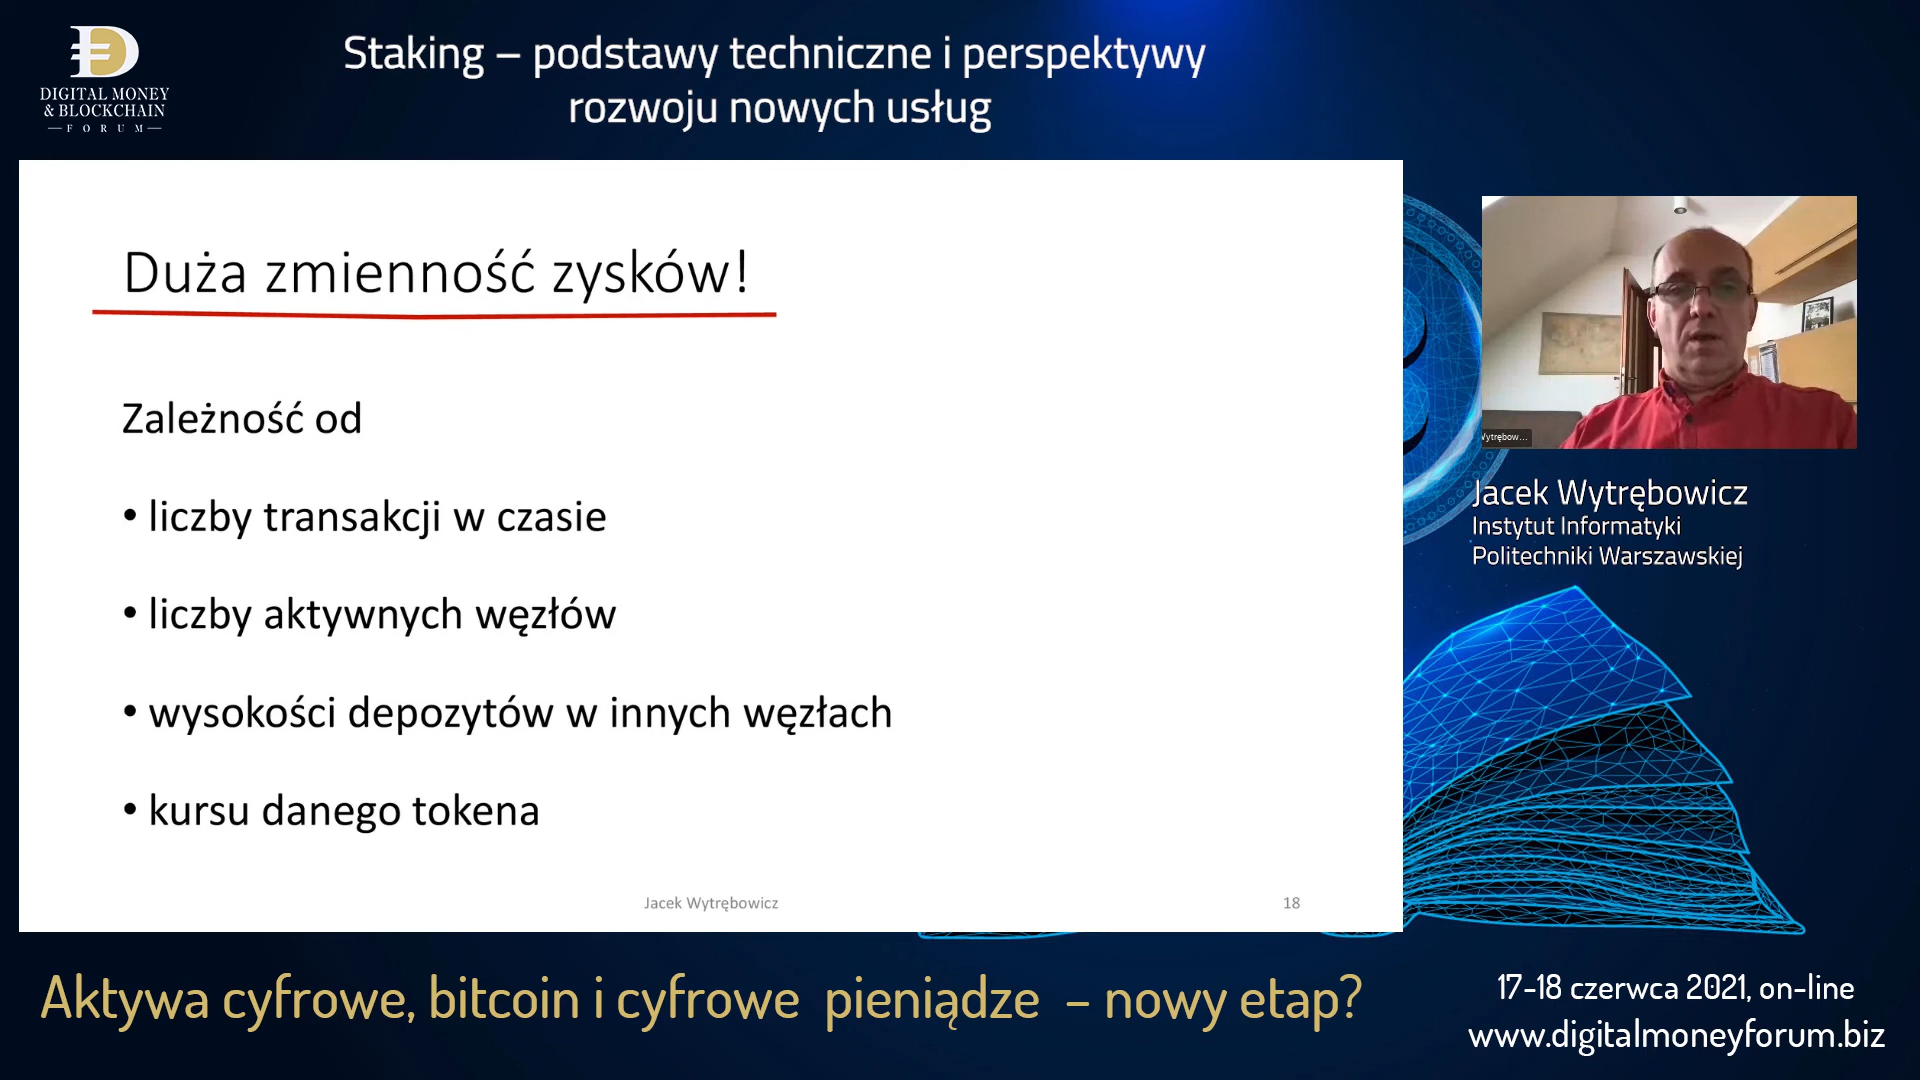 DIGITAL MONEY
& BLOCKCHAIN
FORUM
Staking – podstawy techniczne i perspektywy
rozwoju nowych usług
Duża zmienność zysków!
Zależność od
• liczby transakcji w czasie
• liczby aktywnych węzłów
• wysokości depozytów w innych węzłach
• kursu danego tokena
Jacek Wytrębowicz
18
Jacek Wytrębowicz
Instytut Informatyki
Politechniki Warszawskiej
Aktywa cyfrowe, bitcoin i cyfrowe pieniądze – nowy etap?
17-18 czerwca 2021, on-line
www.digitalmoneyforum.biz